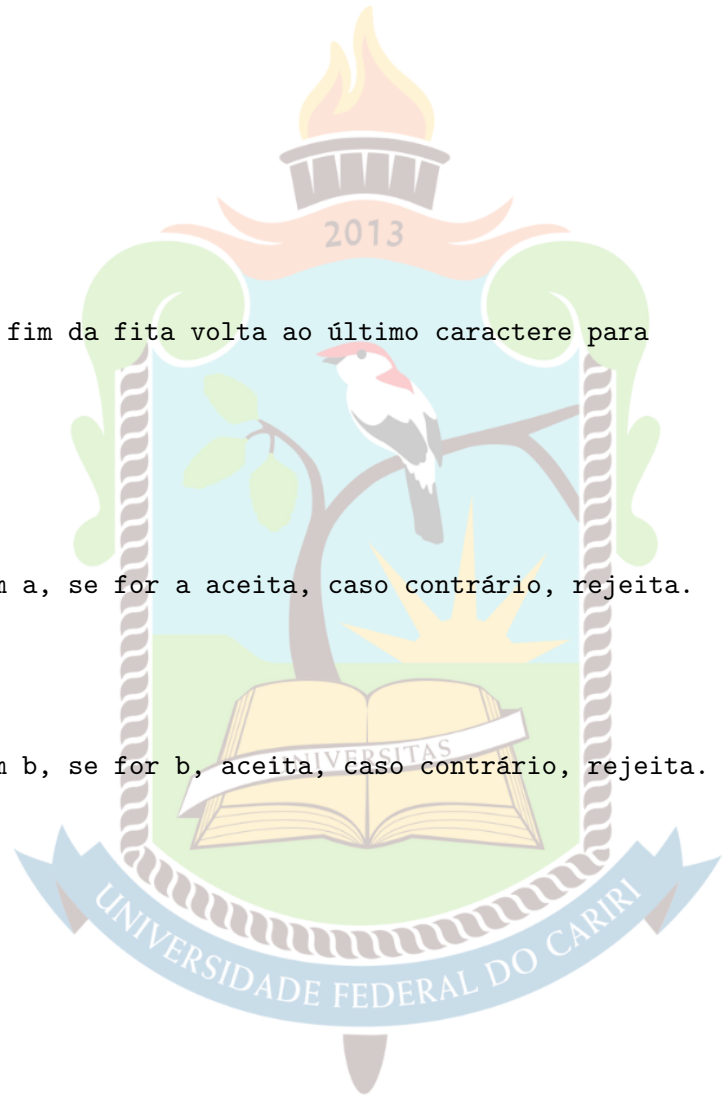 2013
fim da fita volta ao último caractere para
a, se for a aceita, caso contrário, rejeita.
UNIVERSITAS
b, se for b, aceita, caso contrário, rejeita.
UNIVERSIDADE FEDERAL DO CARIRI